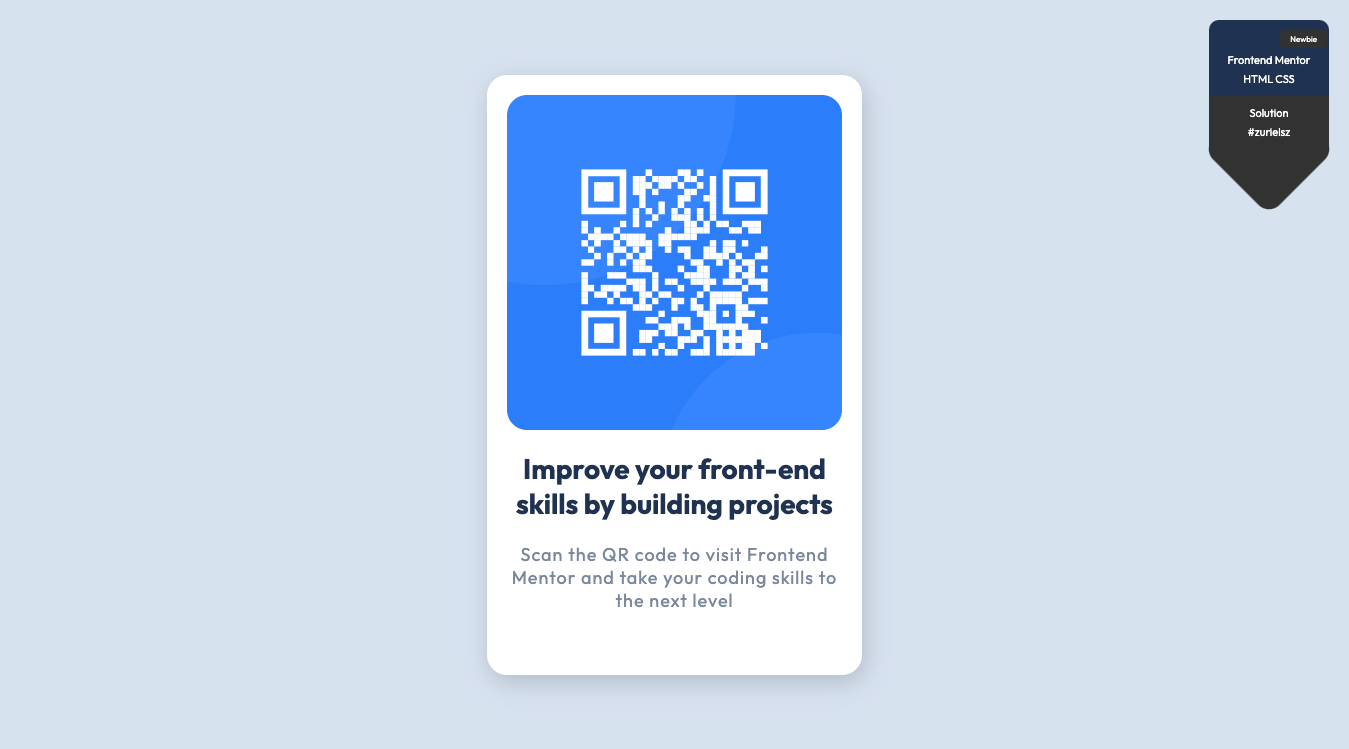 Newbie
Frontend Mentor
HTML CSS
Solution
#zurielsz
Improve your front-end
skills by building projects
Scan the QR code to visit Frontend
Mentor and take your coding skills to
the next level